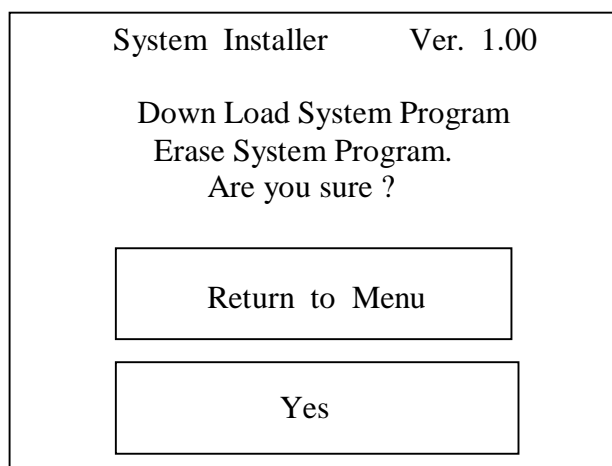 System Installer Ver. 1.00
Down Load System Program
Erase System Program.
Are you sure ?
Return to Menu
Yes